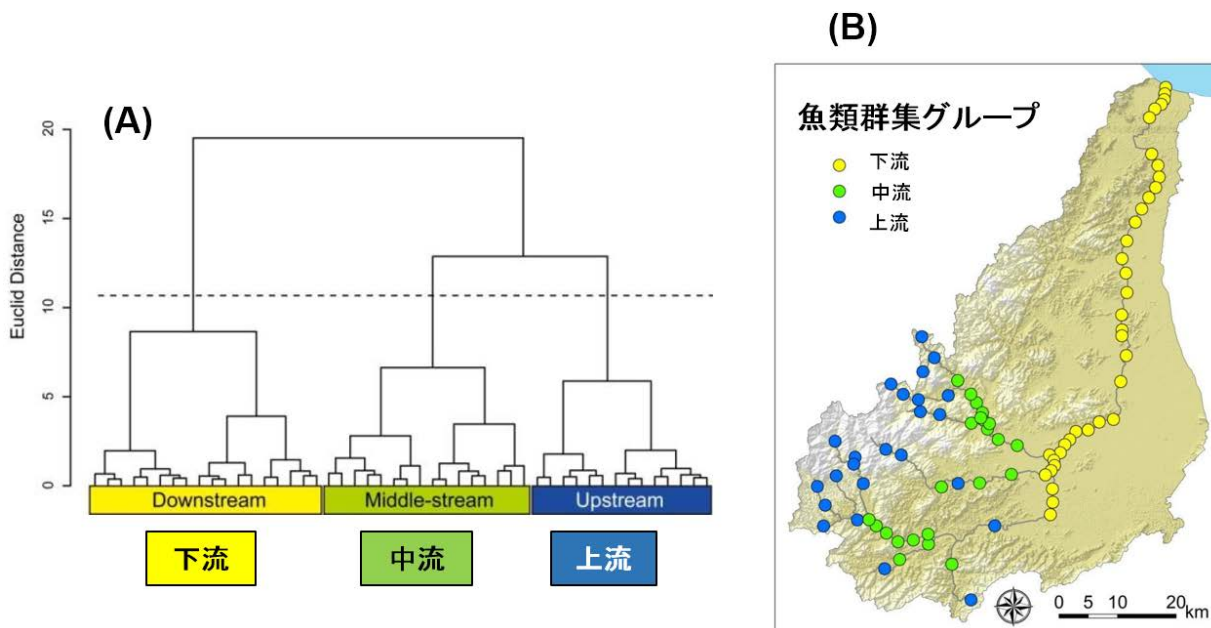 (A)
20
15
10
5
0
Euclid Distance
Downstream
Middle-stream
Upstream
下流
中流
上流
(B)
魚類群集グループ
下流
中流
上流
0 5 10 20
km